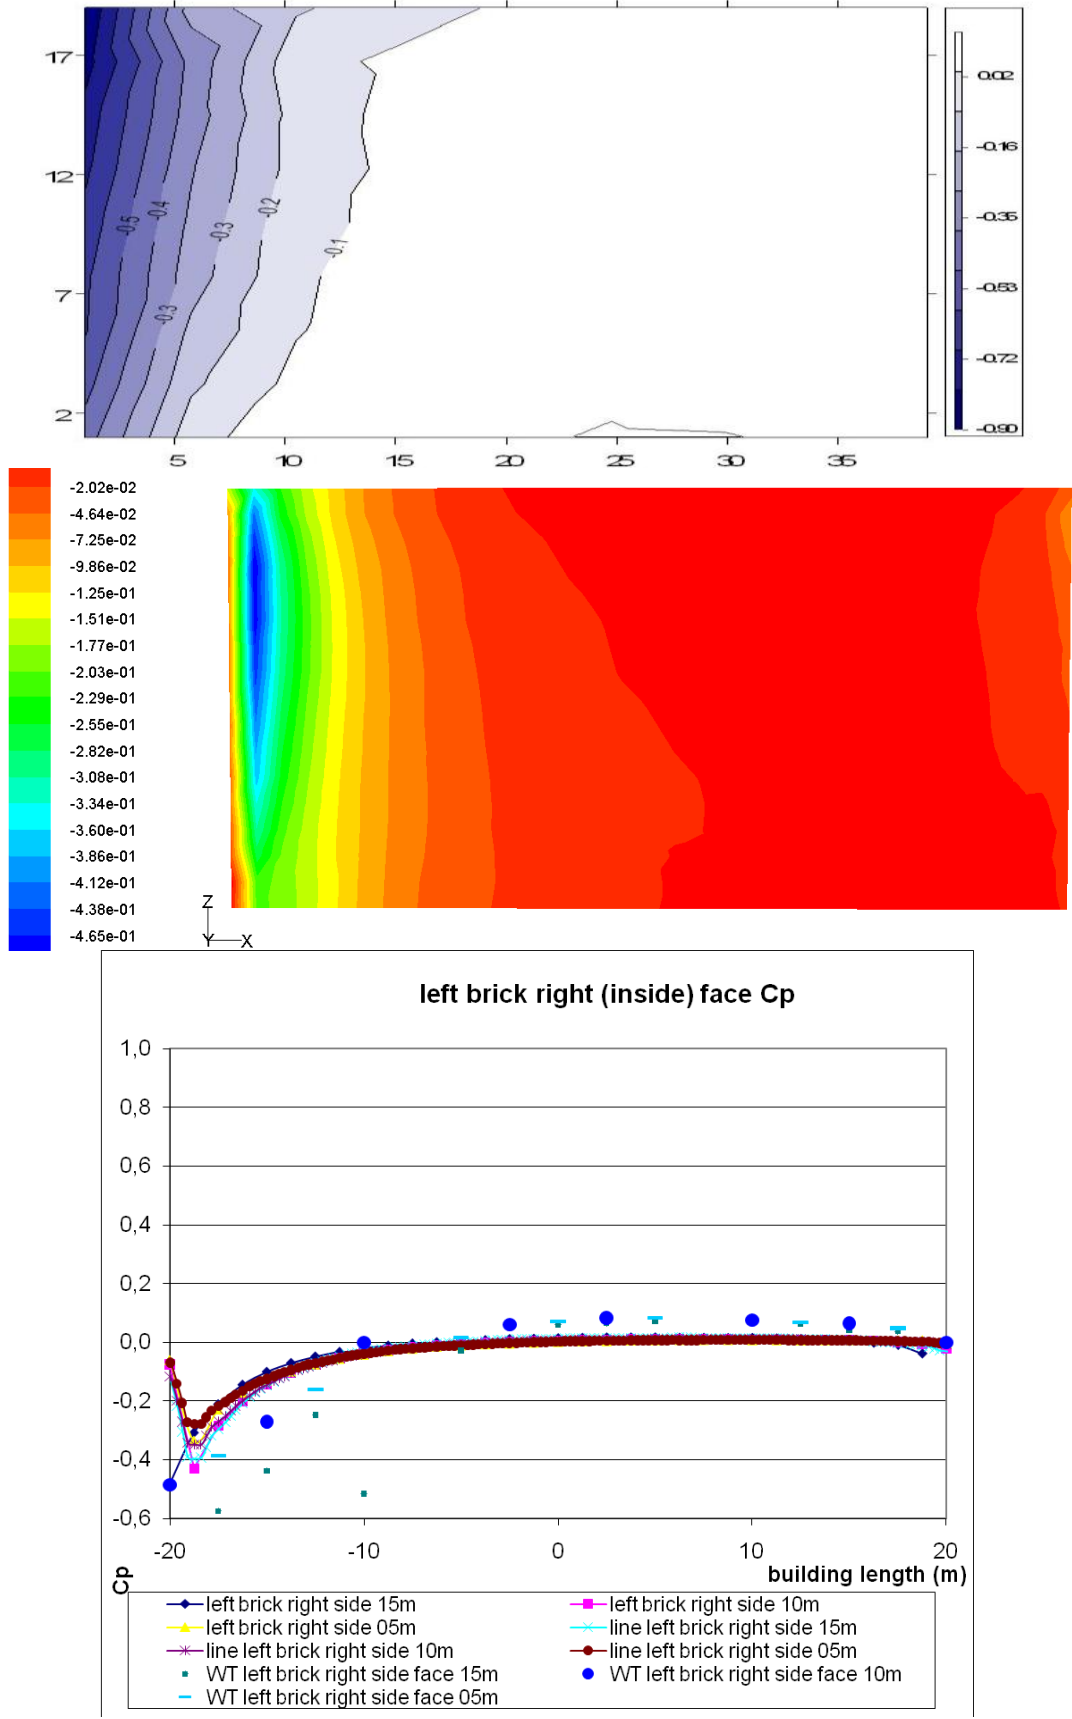 17
12
7
2
5
10
15
20
25
30
35
-0.5
-0.4
-0.3
-0.2
-0.1
-0.3
0.02
-0.16
-0.35
-0.53
-0.72
-0.90
-2.02e-02
-4.64e-02
-7.25e-02
-9.86e-02
-1.25e-01
-1.51e-01
-1.77e-01
-2.03e-01
-2.29e-01
-2.55e-01
-2.82e-01
-3.08e-01
-3.34e-01
-3.60e-01
-3.86e-01
-4.12e-01
-4.38e-01
-4.65e-01
Z
Y X
left brick right (inside) face Cp
1,0
0,8
0,6
0,4
0,2
0,0
-0,2
-0,4
-0,6
-20 -10 0 10 20
building length (m)
Cp
left brick right side 15m
left brick right side 10m
left brick right side 05m
line left brick right side 15m
line left brick right side 10m
line left brick right side 05m
WT left brick right side face 15m
WT left brick right side face 10m
WT left brick right side face 05m